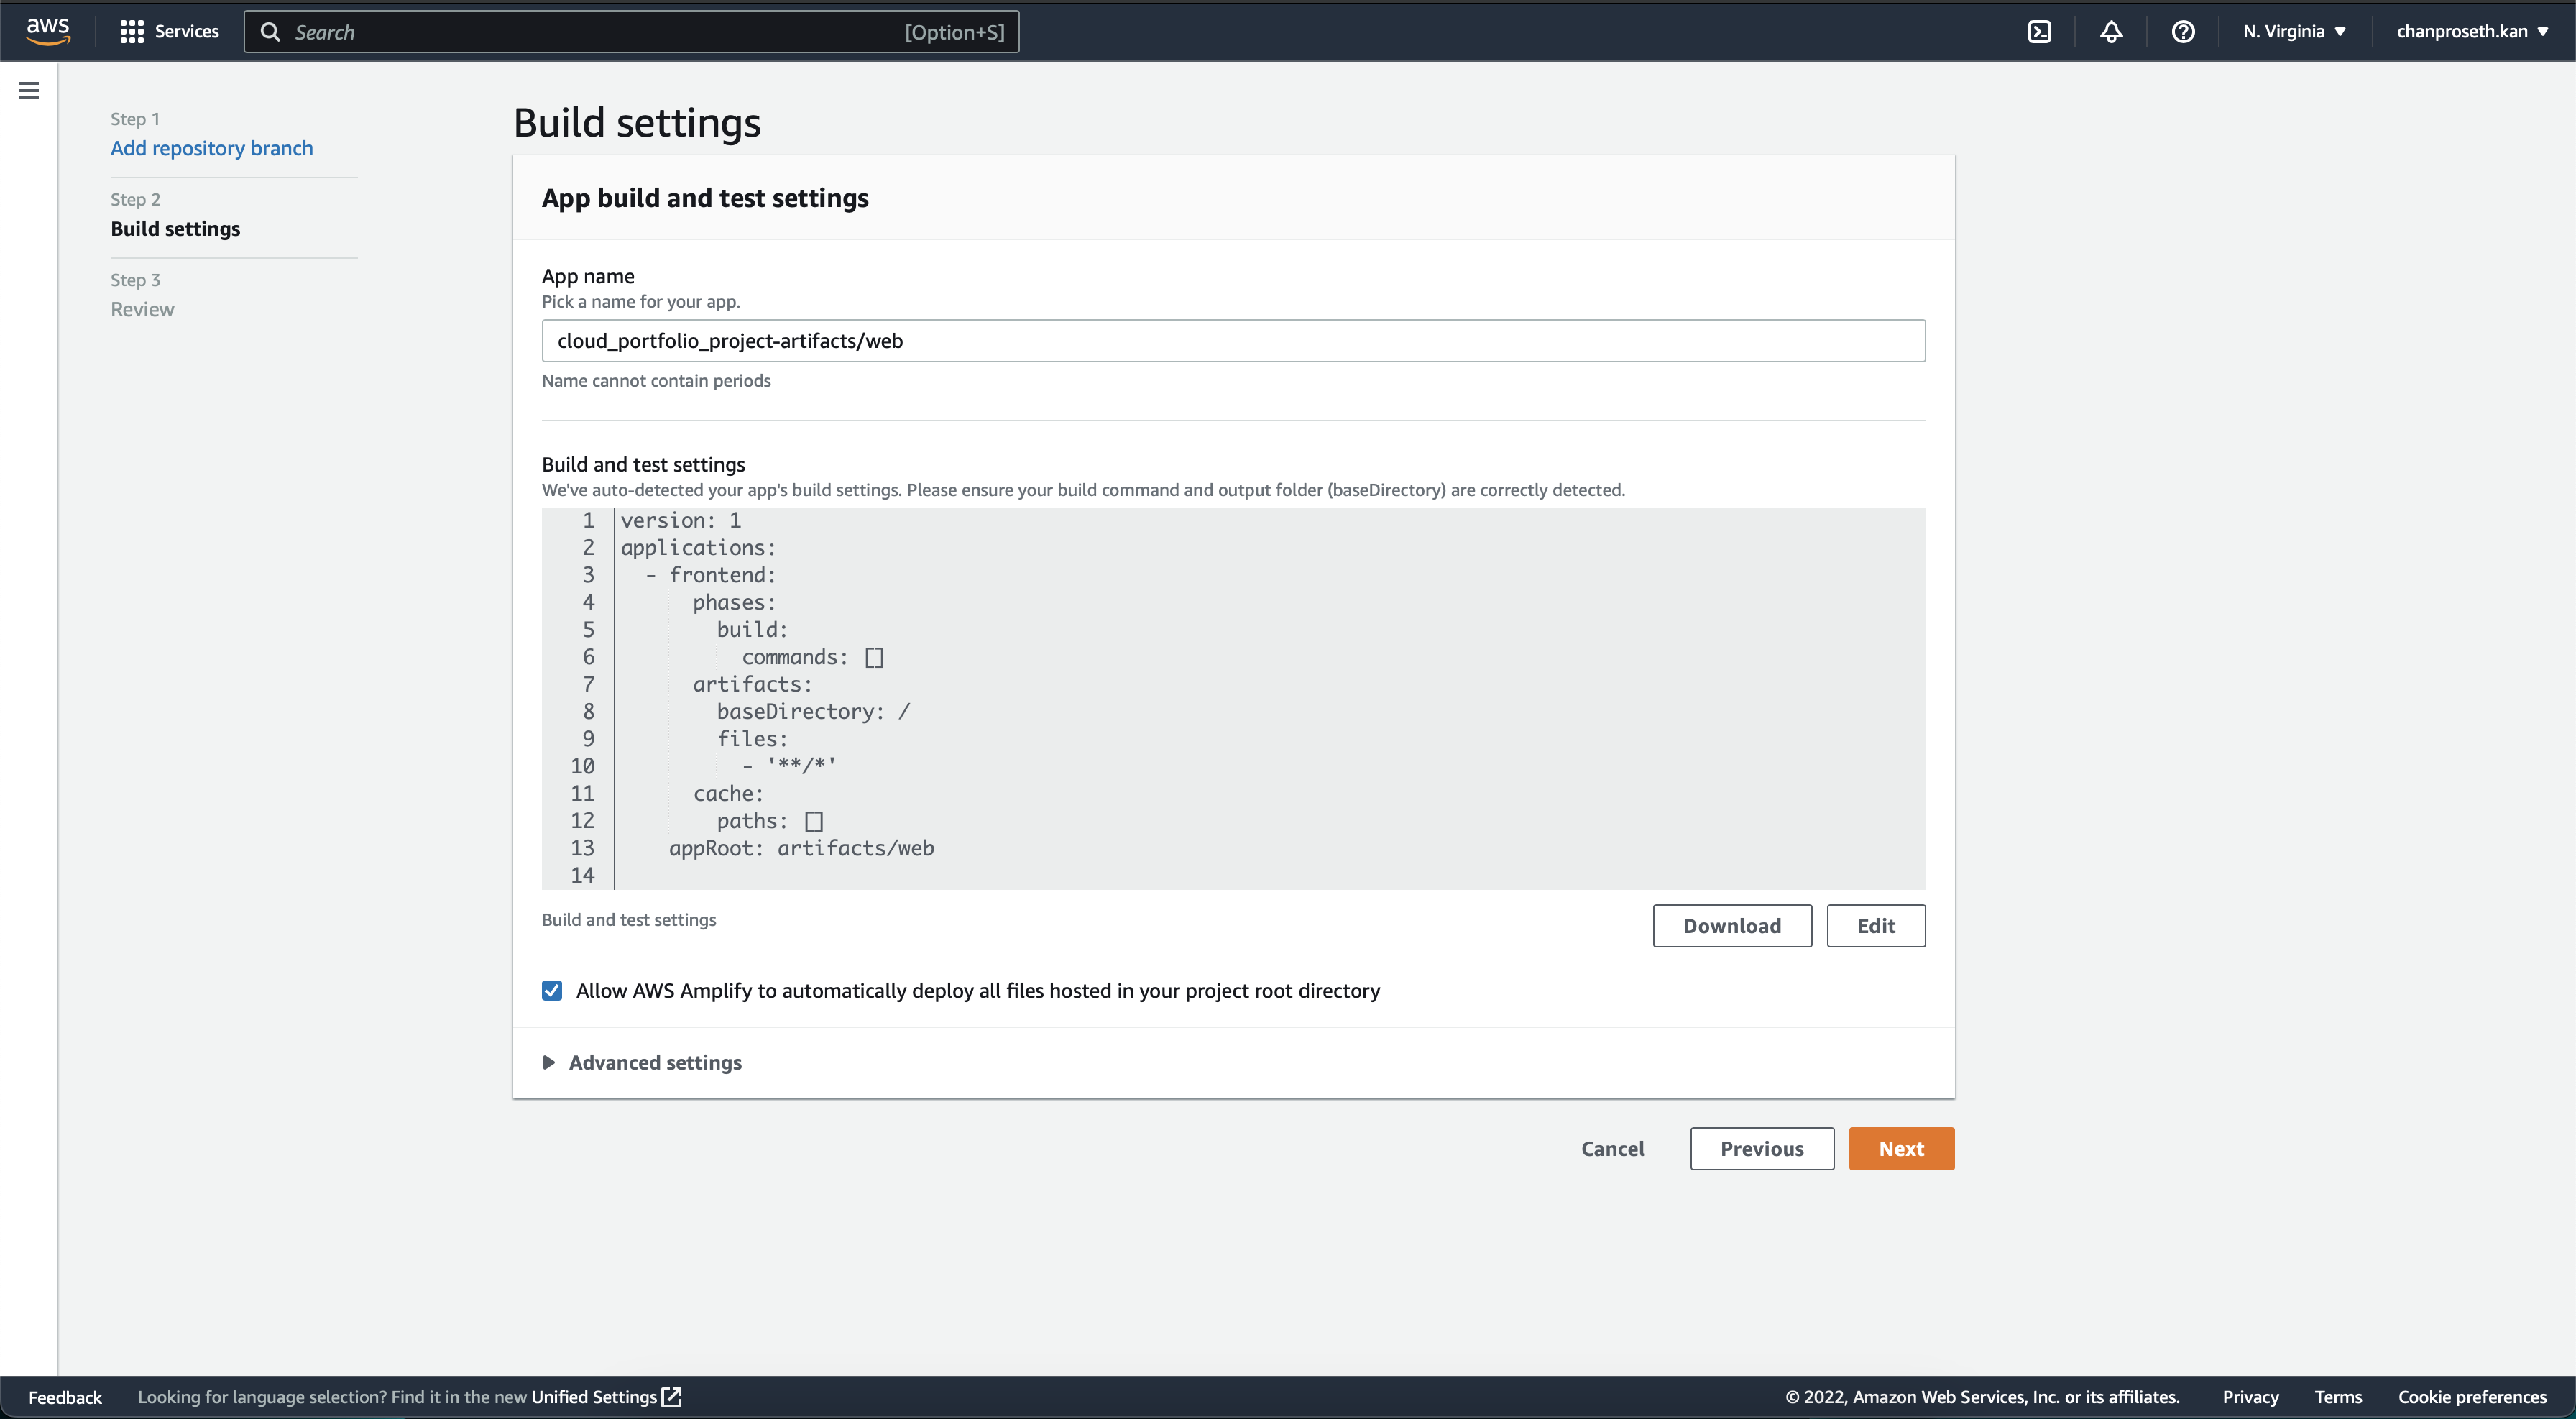 aws
Services
Search
[Option+S]
N. Virginia
chanproseth.kan
Step 1
Add repository branch
Step 2
Build settings
Step 3
Review
Build settings
App build and test settings
App name
Pick a name for your app.
cloud_portfolio_project-artifacts/web
Name cannot contain periods
Build and test settings
We've auto-detected your app's build settings. Please ensure your build command and output folder (baseDirectory) are correctly detected.
1 version: 1
2 applications:
3   - frontend:
4       phases:
5         build:
6           commands: []
7       artifacts:
8         baseDirectory: /
9         files:
10           - '**/*'
11       cache:
12         paths: []
13     appRoot: artifacts/web
14
Build and test settings
Download
Edit
Allow AWS Amplify to automatically deploy all files hosted in your project root directory
Advanced settings
Cancel
Previous
Next
Feedback
Looking for language selection? Find it in the new Unified Settings
© 2022, Amazon Web Services, Inc. or its affiliates.
Privacy
Terms
Cookie preferences